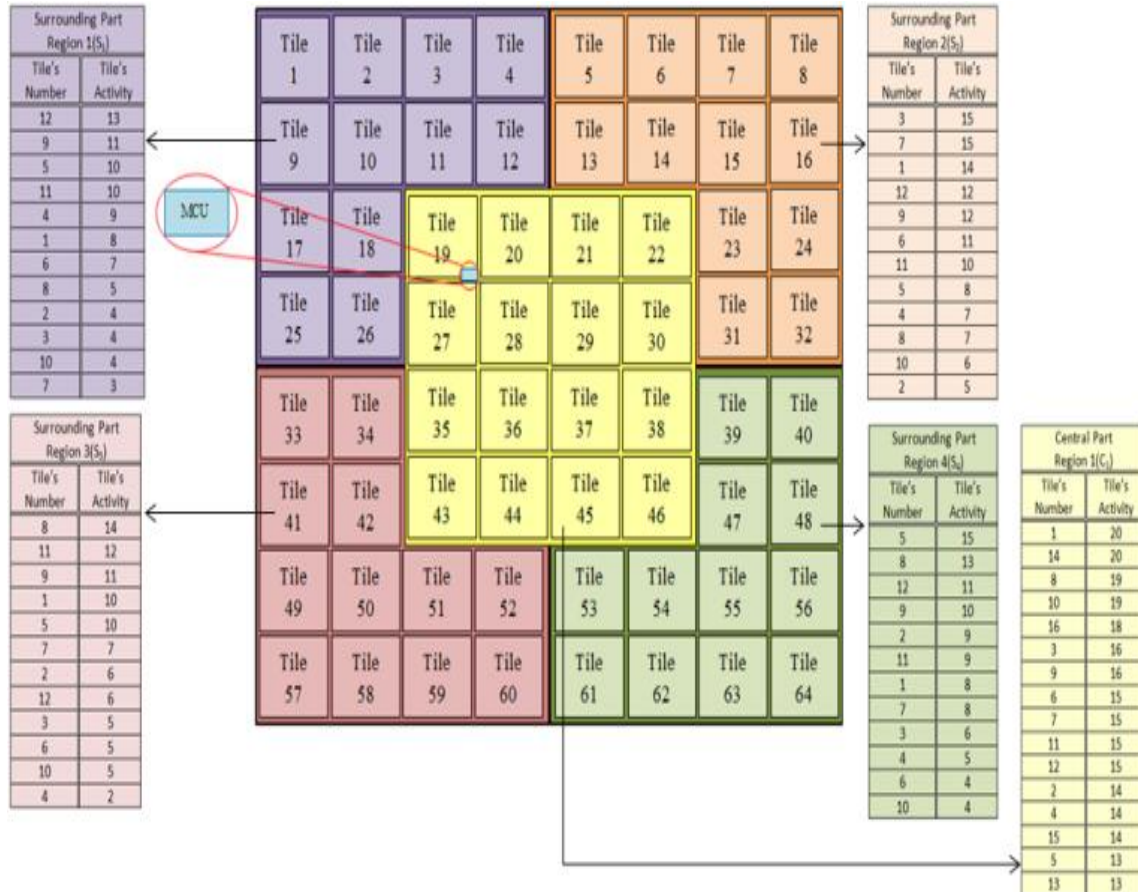 Surrounding Part
Region 1(S₁)
Tile's Number Tile's Activity
12 13
9 11
5 10
11 10
4 9
1 8
6 7
8 5
2 4
3 4
10 4
7 3
Surrounding Part
Region 3(S₃)
Tile's Number Tile's Activity
8 14
11 12
9 11
1 10
5 10
7 7
2 6
12 6
3 5
6 5
10 5
4 2
MCU
Tile 1 Tile 2 Tile 3 Tile 4 Tile 5 Tile 6 Tile 7 Tile 8
Tile 9 Tile 10 Tile 11 Tile 12 Tile 13 Tile 14 Tile 15 Tile 16
Tile 17 Tile 18 Tile 19 Tile 20 Tile 21 Tile 22 Tile 23 Tile 24
Tile 25 Tile 26 Tile 27 Tile 28 Tile 29 Tile 30 Tile 31 Tile 32
Tile 33 Tile 34 Tile 35 Tile 36 Tile 37 Tile 38 Tile 39 Tile 40
Tile 41 Tile 42 Tile 43 Tile 44 Tile 45 Tile 46 Tile 47 Tile 48
Tile 49 Tile 50 Tile 51 Tile 52 Tile 53 Tile 54 Tile 55 Tile 56
Tile 57 Tile 58 Tile 59 Tile 60 Tile 61 Tile 62 Tile 63 Tile 64
Surrounding Part
Region 2(S₂)
Tile's Number Tile's Activity
3 15
7 15
1 14
12 12
9 12
6 11
11 10
5 8
4 7
8 7
10 6
2 5
Surrounding Part
Region 4(S₄)
Tile's Number Tile's Activity
5 15
8 13
12 11
9 10
2 9
11 9
1 8
7 8
3 6
4 5
6 4
10 4
Central Part
Region 1(C₁)
Tile's Number Tile's Activity
1 20
14 20
8 19
10 19
16 18
3 16
9 16
6 15
7 15
11 15
12 15
2 14
4 14
15 14
5 13
13 13